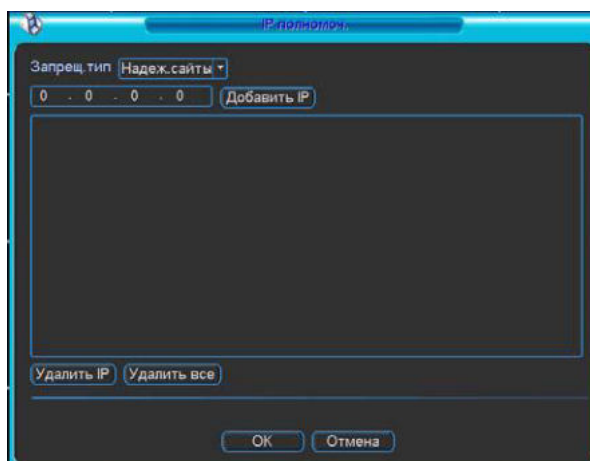 IP полномоч.
Запрещ.тип Надеж.сайты
0 . 0 . 0 . 0 Добавить IP
Удалить IP Удалить все
OK Отмена